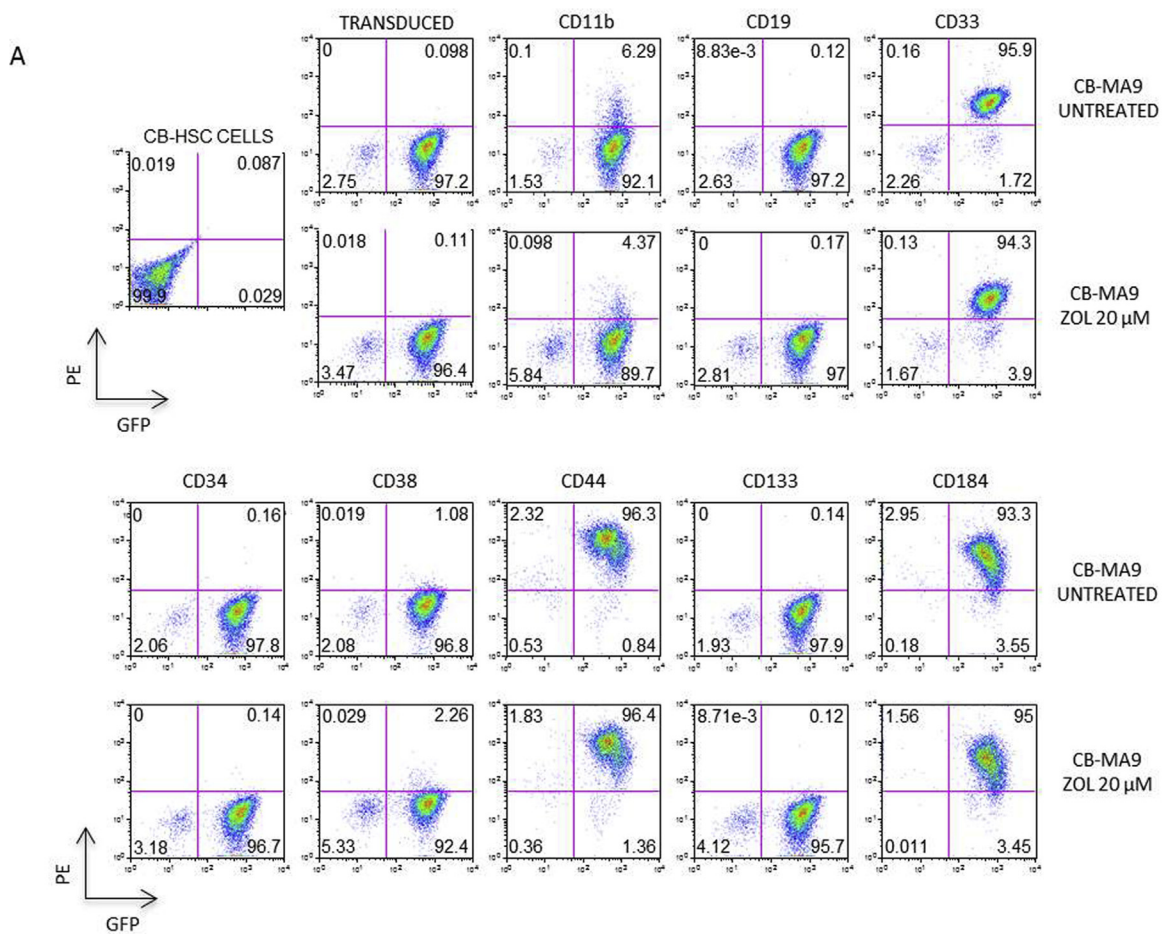 A
TRANSDUCED CD11b CD19 CD33
0 0.098 0.1 6.29 8.83e-3 0.12 0.16 95.9
CB-MA9
UNTREATED
CB-HSC CELLS
0.019 0.087
2.75 97.2 1.53 92.1 2.63 97.2 2.26 1.72
0.018 0.11 0.098 4.37 0 0.17 0.13 94.3
CB-MA9
ZOL 20 µM
99.9 0.029
3.47 96.4 5.84 89.7 2.81 97 1.67 3.9
PE
GFP
CD34 CD38 CD44 CD133 CD184
0 0.16 0.019 1.08 2.32 96.3 0 0.14 2.95 93.3
CB-MA9
UNTREATED
2.06 97.8 2.08 96.8 0.53 0.84 1.93 97.9 0.18 3.55
0 0.14 0.029 2.26 1.83 96.4 8.71e-3 0.12 1.56 95
CB-MA9
ZOL 20 µM
3.18 96.7 5.33 92.4 0.36 1.36 4.12 95.7 0.011 3.45
PE
GFP